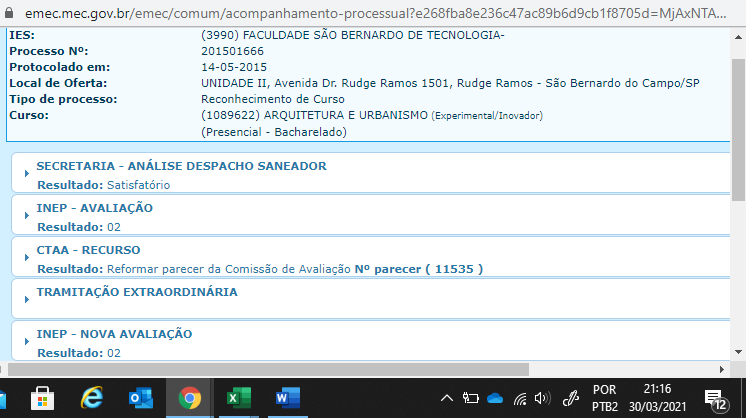 emec.mec.gov.br/emec/comum/acompanhamento-processual?e268fba8e236c47ac89b6d9cb1f8705d=MjAxNTA...
IES: (3990) FACULDADE SÃO BERNARDO DE TECNOLOGIA-
Processo Nº: 201501666
Protocolado em: 14-05-2015
Local de Oferta: UNIDADE II, Avenida Dr. Rudge Ramos 1501, Rudge Ramos - São Bernardo do Campo/SP
Tipo de processo: Reconhecimento de Curso
Curso: (1089622) ARQUITETURA E URBANISMO (Experimental/Inovador)
(Presencial - Bacharelado)
SECRETARIA - ANÁLISE DESPACHO SANEADOR
Resultado: Satisfatório
INEP - AVALIAÇÃO
Resultado: 02
CTAA - RECURSO
Resultado: Reformar parecer da Comissão de Avaliação Nº parecer ( 11535 )
TRAMITAÇÃO EXTRAORDINÁRIA
INEP - NOVA AVALIAÇÃO
Resultado: 02
POR 21:16
PTB2 30/03/2021
12